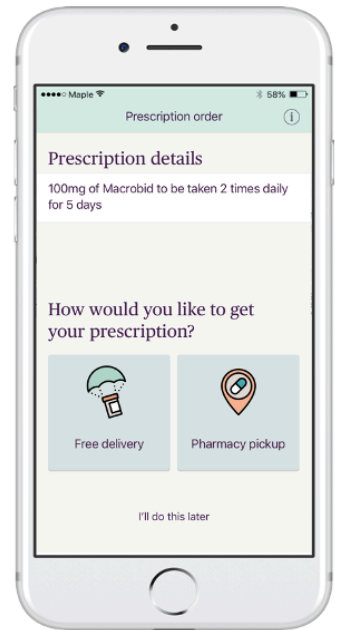 Maple 58%
Prescription order
Prescription details
100mg of Macrobid to be taken 2 times daily
for 5 days
How would you like to get
your prescription?
Free delivery Pharmacy pickup
I'll do this later